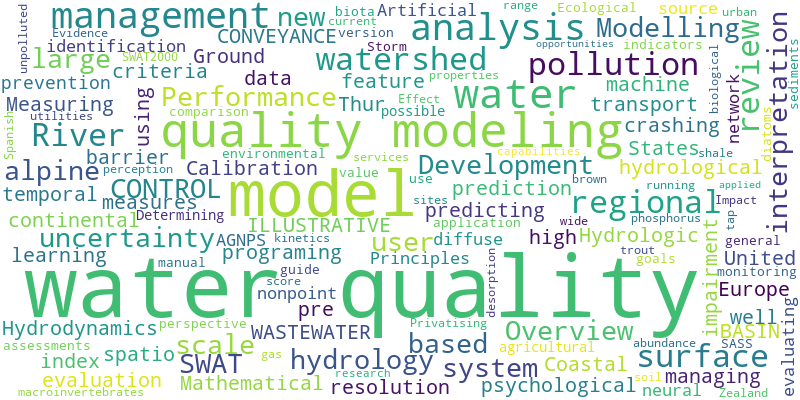 unpolluted
management
Evidence
SWAT2000
new
biota
current
Artificial
version
range
Ecological
source
urban
indicators
CONVEYANCE
Storm
analysis
Modelling
opportunities
identification
large
prevention
criteria
Ground
data
watershed
feature
properties
pollution
biological
review
interpretation
sediments
Measuring
using
Performance
comparison
Thur
Effect
possible
water
machine
transport
network
diatoms
Spanish
utilities
River
quality modeling
crashing
States
shale
alpine
barrier
perception
environmental
Calibration
services
value
Development
capabilities
prediction
hydrological
running
applied
temporal
measures
CONTROL
model
use
sites
brown
predicting
regional
phosphorus
Impact
continental
Determining
ILLUSTRATIVE
application
high
wide
Hydrologic
tap
general
uncertainty
AGNPS
kinetics
user
diffuse
trout
goals
impairment
United
learning
manual
programing
Principles
desorption
monitoring
water quality
guide
score
nonpoint
pre
Europe
evaluating
Hydrodynamics
perspective
WASTEWATER
Privatising
Overview
BASIN
well
assessments
scale
based
agricultural
abundance
SASS
index
spatio
gas
hydrology
system
Coastal
surface
evaluation
SWAT
research
soil
managing
macroinvertebrates
Mathematical
resolution
psychological
neural
Zealand